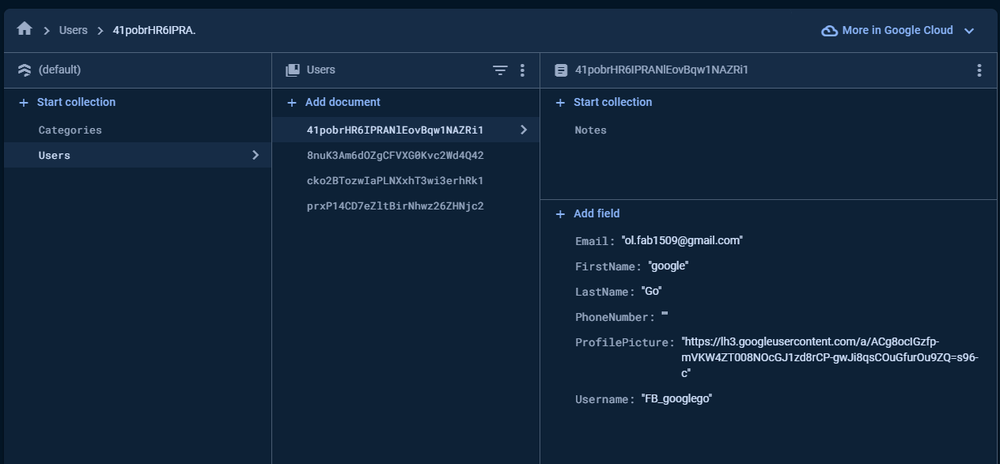 Users
41pobrHR6IPRA.
More in Google Cloud
(default)
Users
41pobrHR6IPRANlEovBqw1NAZRi1
Start collection
Categories
Users
Add document
41pobrHR6IPRANlEovBqw1NAZRi1
8nuK3Am6dOZgCFVXG0Kvc2Wd4Q42
cko2BTozwIaPLNXxhT3wi3erhRk1
prxP14CD7eZltBirNhwz26ZHNjc2
Start collection
Notes
Add field
Email: "ol.fab1509@gmail.com"
FirstName: "google"
LastName: "Go"
PhoneNumber: ""
ProfilePicture: "https://lh3.googleusercontent.com/a/ACg8ocIGzfp-
mVKW4ZT008NOcGJ1zd8rCP-gwJi8qsCOuGfurOu9ZQ=s96-
c"
Username: "FB_googlego"